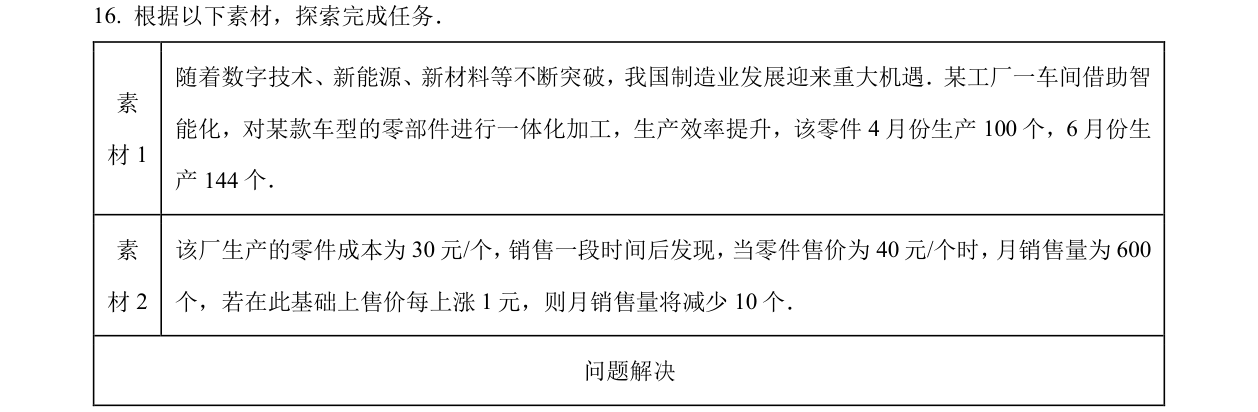 16. 根据以下素材，探索完成任务．
素
材 1
随着数字技术、新能源、新材料等不断突破，我国制造业发展迎来重大机遇．某工厂一车间借助智
能化，对某款车型的零部件进行一体化加工，生产效率提升，该零件 4 月份生产 100 个，6 月份生
产 144 个．
素
材 2
该厂生产的零件成本为 30 元/个，销售一段时间后发现，当零件售价为 40 元/个时，月销售量为 600
个，若在此基础上售价每上涨 1 元，则月销售量将减少 10 个．
问题解决